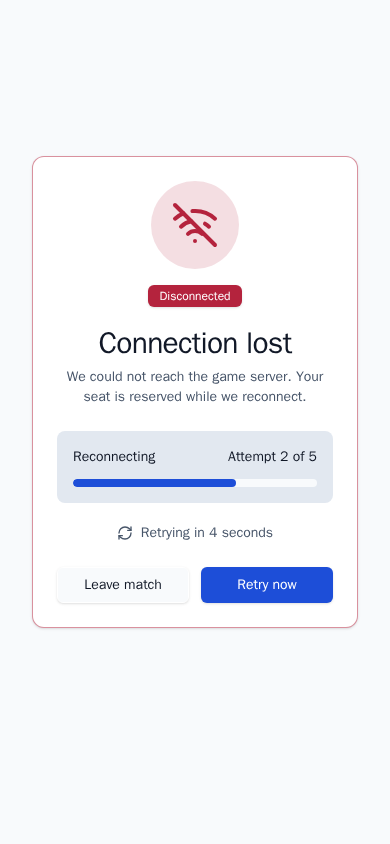 Disconnected
Connection lost
We could not reach the game server. Your
seat is reserved while we reconnect.
Reconnecting Attempt 2 of 5
Retrying in 4 seconds
Leave match Retry now